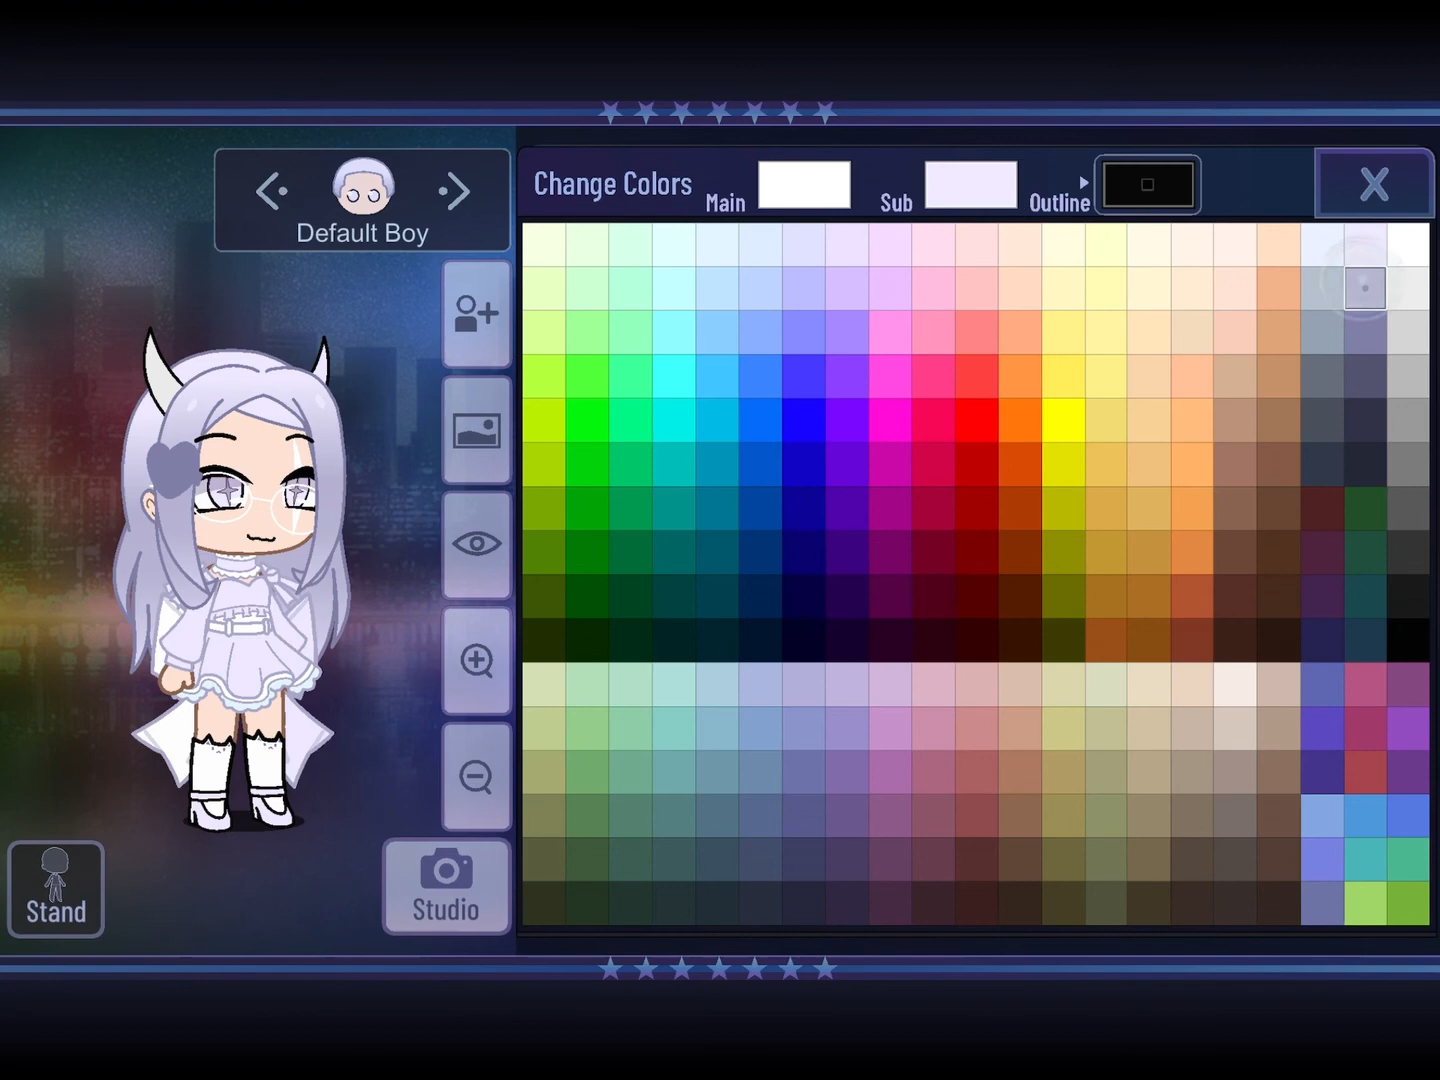 Default Boy
Change Colors
Main
Sub
Outline
X
Stand
Studio